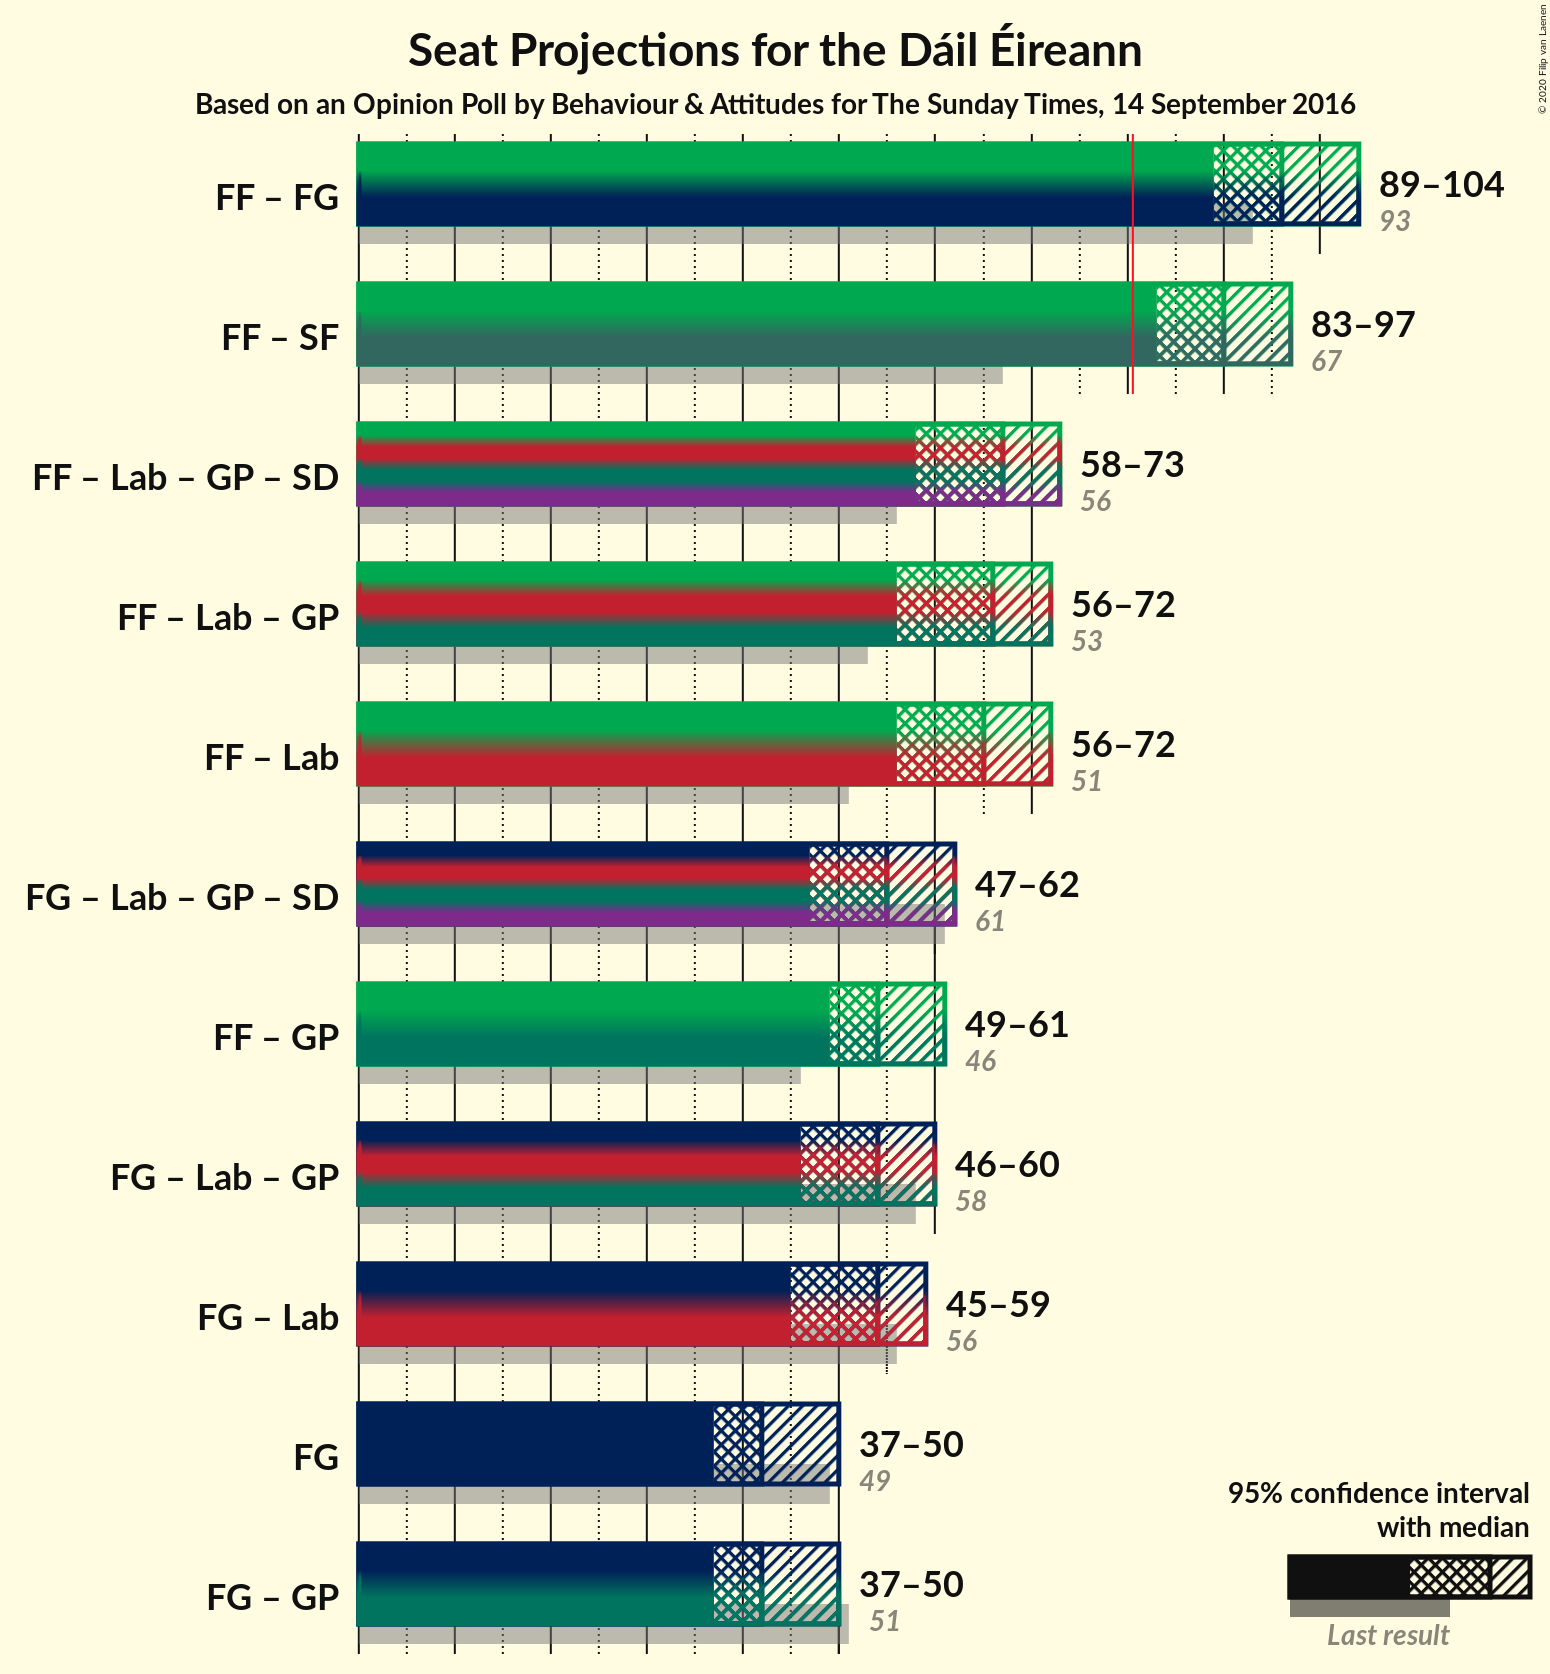 Seat Projections for the Dáil Éireann
Based on an Opinion Poll by Behaviour & Attitudes for The Sunday Times, 14 September 2016
© 2020 Filip van Laenen
FF – FG
89–104
93
FF – SF
83–97
67
FF – Lab – GP – SD
58–73
56
FF – Lab – GP
56–72
53
FF – Lab
56–72
51
FG – Lab – GP – SD
47–62
61
FF – GP
49–61
46
FG – Lab – GP
46–60
58
FG – Lab
45–59
56
FG
37–50
49
FG – GP
37–50
51
95% confidence interval
with median
Last result